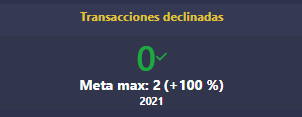 Transacciones declinadas
0✓
Meta max: 2 (+100 %)
2021